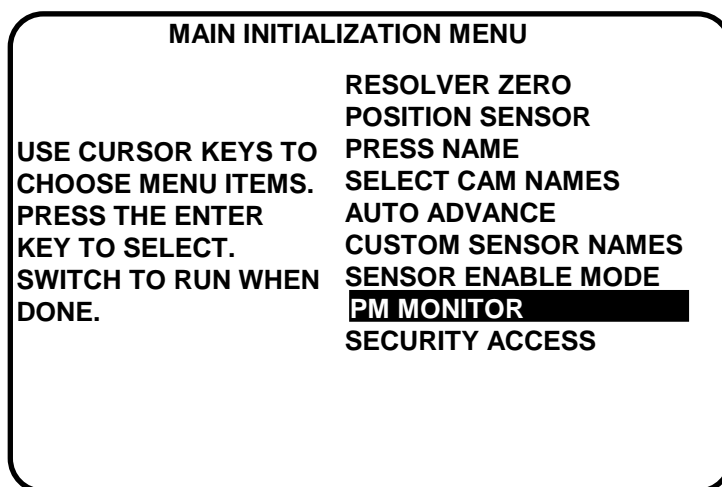 MAIN INITIALIZATION MENU
USE CURSOR KEYS TO
CHOOSE MENU ITEMS.
PRESS THE ENTER
KEY TO SELECT.
SWITCH TO RUN WHEN
DONE.
RESOLVER ZERO
POSITION SENSOR
PRESS NAME
SELECT CAM NAMES
AUTO ADVANCE
CUSTOM SENSOR NAMES
SENSOR ENABLE MODE
PM MONITOR
SECURITY ACCESS